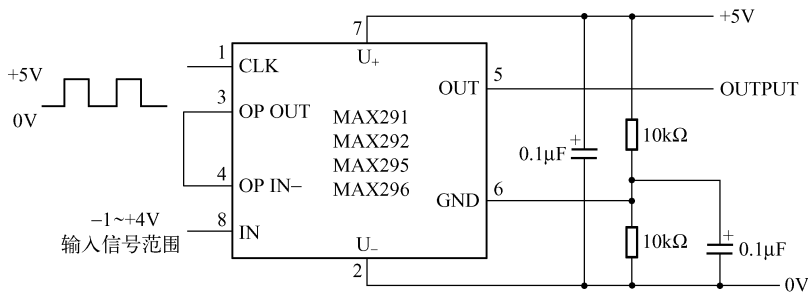 +5V
7
1
CLK
U+
+5V
0V
3
OP OUT
OUT
5
OUTPUT
MAX291
MAX292
MAX295
MAX296
+
0.1μF
10kΩ
4
OP IN−
GND
6
−1~+4V
输入信号范围
8
IN
U−
2
10kΩ
+
0.1μF
0V